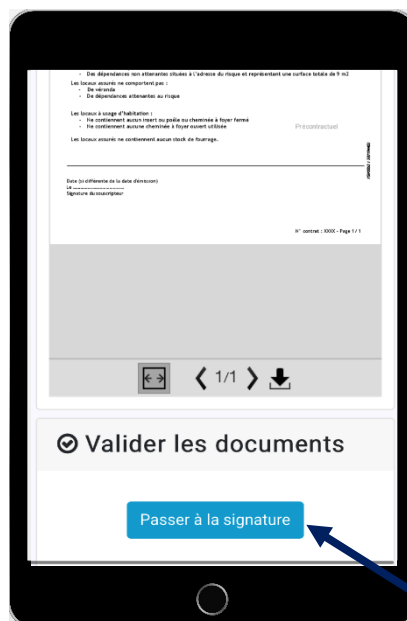 - Des dépendances non attenantes situées à l'adresse du risque et représentant une surface totale de 9 m2
Les locaux assurés ne comportent pas :
- De véranda
- De dépendances attenantes au risque
Les locaux à usage d'habitation :
- Ne contiennent aucun insert ou poêle ou cheminée à foyer fermé
- Ne contiennent aucune cheminée à foyer ouvert utilisée
Précontractuel
Les locaux assurés ne contiennent aucun stock de fourrage.
Date (si différente de la date d'émission)
Le
Signature du souscripteur
N° contrat : XXXX - Page 1/1
1/1
Valider les documents
Passer à la signature